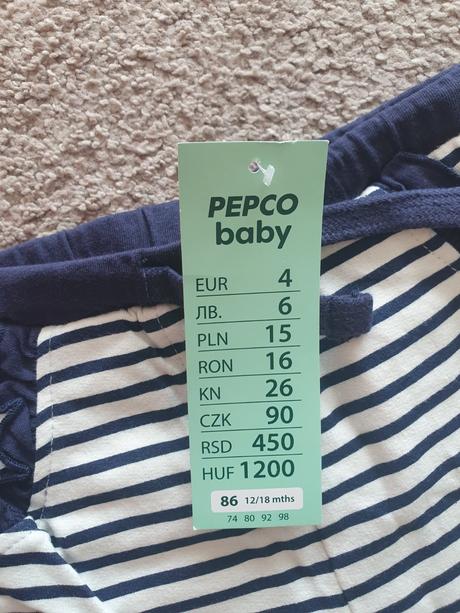 PEPCO
baby
EUR 4
ЛВ. 6
PLN 15
RON 16
KN 26
CZK 90
RSD 450
HUF 1200
86 12/18 mths
74 80 92 98